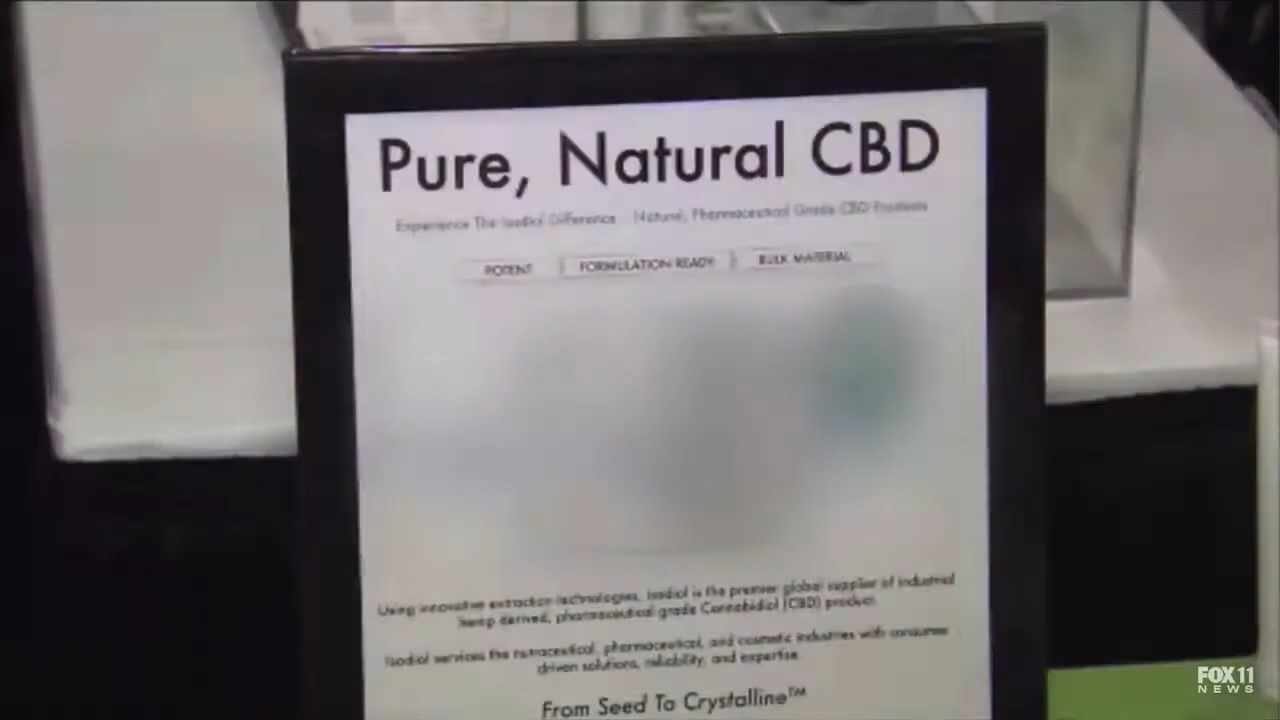 Pure, Natural CBD
Experience The Isodiol Difference Natural, Pharmaceutical Grade CBD Products
POTENT | FORMULATION READY | BULK MATERIAL
Using innovative extraction technologies, Isodiol is the premier global supplier of industrial
hemp derived, pharmaceutical grade Cannabidiol (CBD) product.
Isodiol services the nutraceutical, pharmaceutical, and cosmetic industries with consumer
driven solutions, reliability, and expertise
From Seed To Crystalline™
FOX 11
NEWS